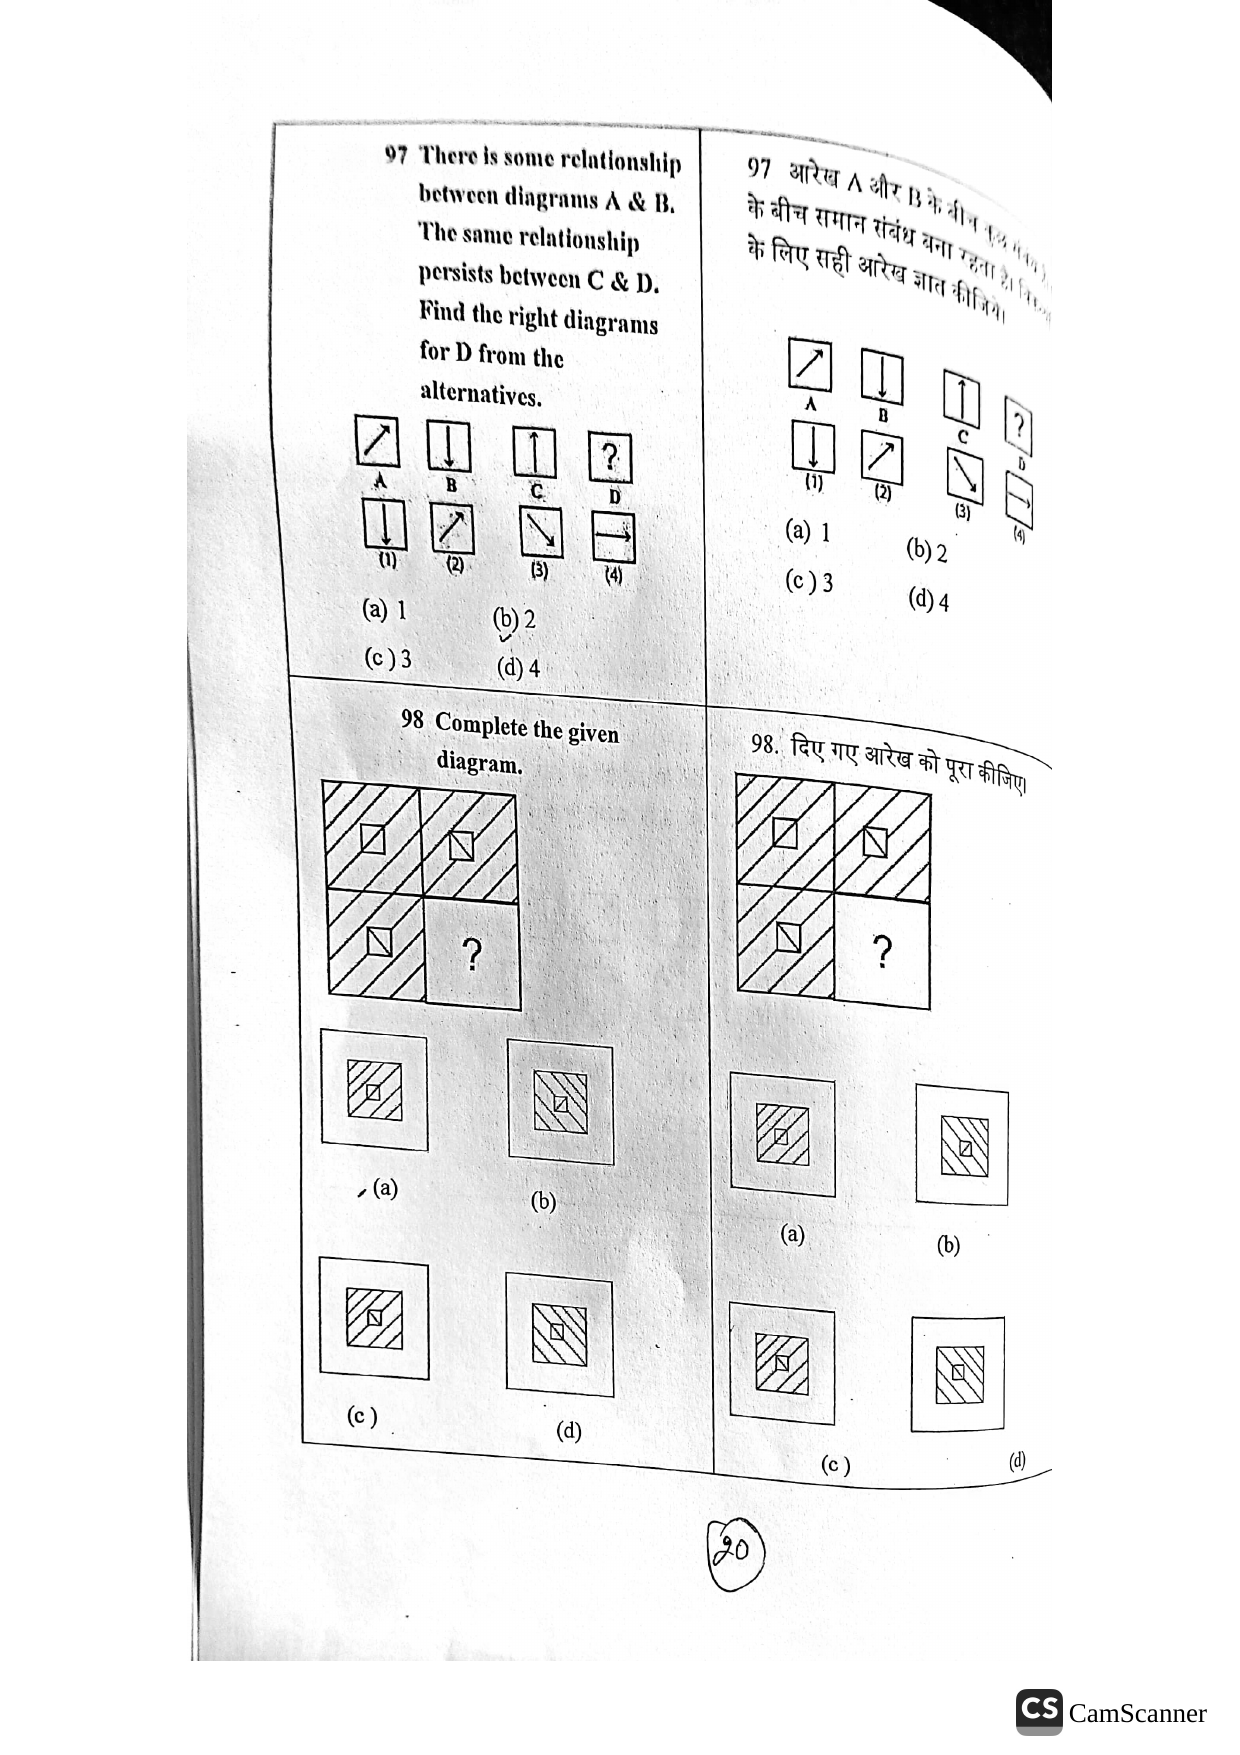 97 There is some relationship
between diagrams A & B.
The same relationship
persists between C & D.
Find the right diagrams
for D from the
alternatives.
?
A B C D
(1) (2) (3) (4)
(a) 1 (b) 2
(c ) 3 (d) 4
97 आरेख A और B के बीच कुछ
के बीच समान संबंध बना रहता है।
के लिए सही आरेख ज्ञात कीजिये।
?
A B C D
(1) (2) (3) (4)
(a) 1 (b) 2
(c ) 3 (d) 4
98 Complete the given
diagram.
?
(a) (b)
(c ) (d)
98. दिए गए आरेख को पूरा कीजिए।
?
(a) (b)
(c ) (d)
20
CS CamScanner